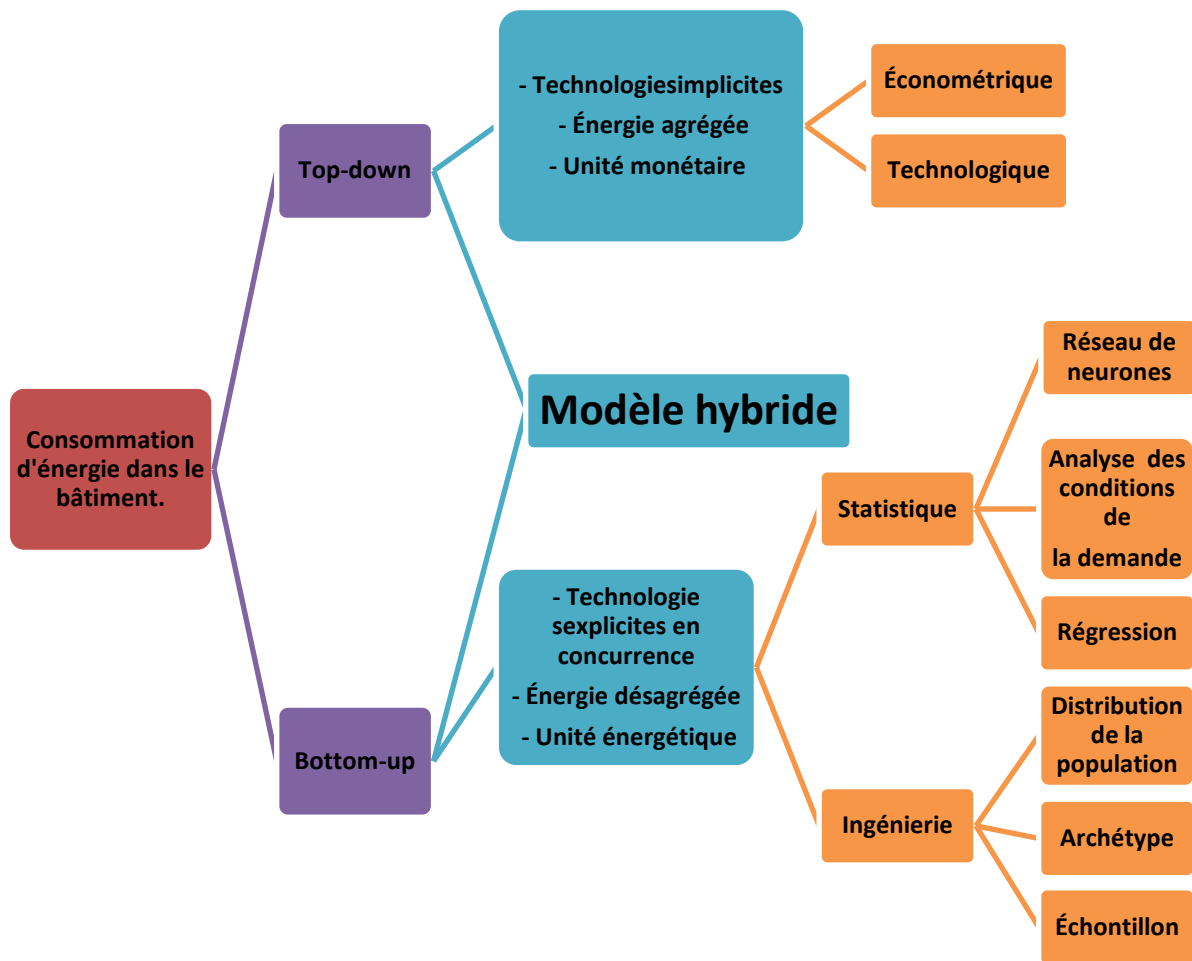 Consommation
d'énergie dans le
bâtiment.
Top-down
- Technologiesimplicites
- Énergie agrégée
- Unité monétaire
Économétrique
Technologique
Modèle hybride
Bottom-up
- Technologie
sexplicites en
concurrence
- Énergie désagrégée
- Unité énergétique
Statistique
Réseau de
neurones
Analyse des
conditions
de
la demande
Régression
Ingénierie
Distribution
de la
population
Archétype
Échontillon